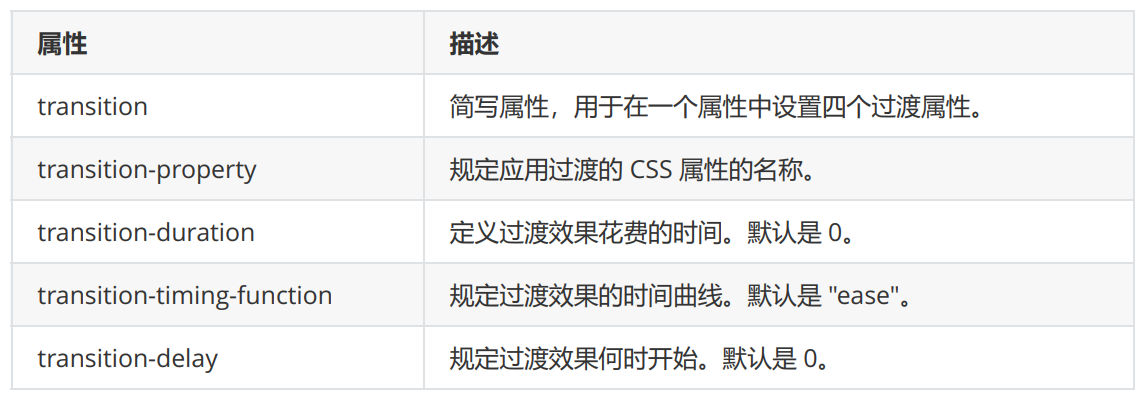 属性 描述
transition 简写属性，用于在一个属性中设置四个过渡属性。
transition-property 规定应用过渡的 CSS 属性的名称。
transition-duration 定义过渡效果花费的时间。默认是 0。
transition-timing-function 规定过渡效果的时间曲线。默认是 "ease"。
transition-delay 规定过渡效果何时开始。默认是 0。